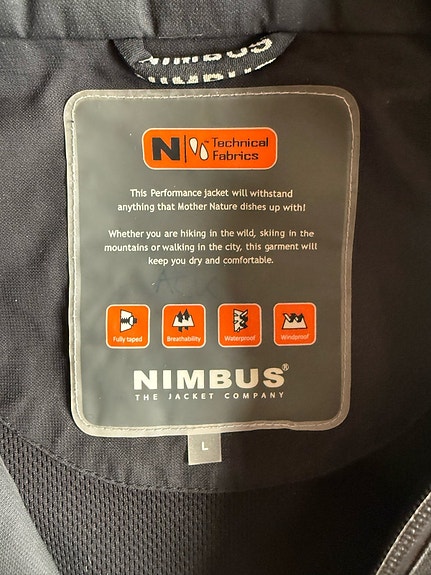 NIMBUS
NIMBUS
N Technical
Fabrics
This Performance jacket will withstand
anything that Mother Nature dishes up with!
Whether you are hiking in the wild, skiing in the
mountains or walking in the city, this garment will
keep you dry and comfortable.
Fully taped
Breathability
Waterproof
Windproof
NIMBUS®
THE JACKET COMPANY
L